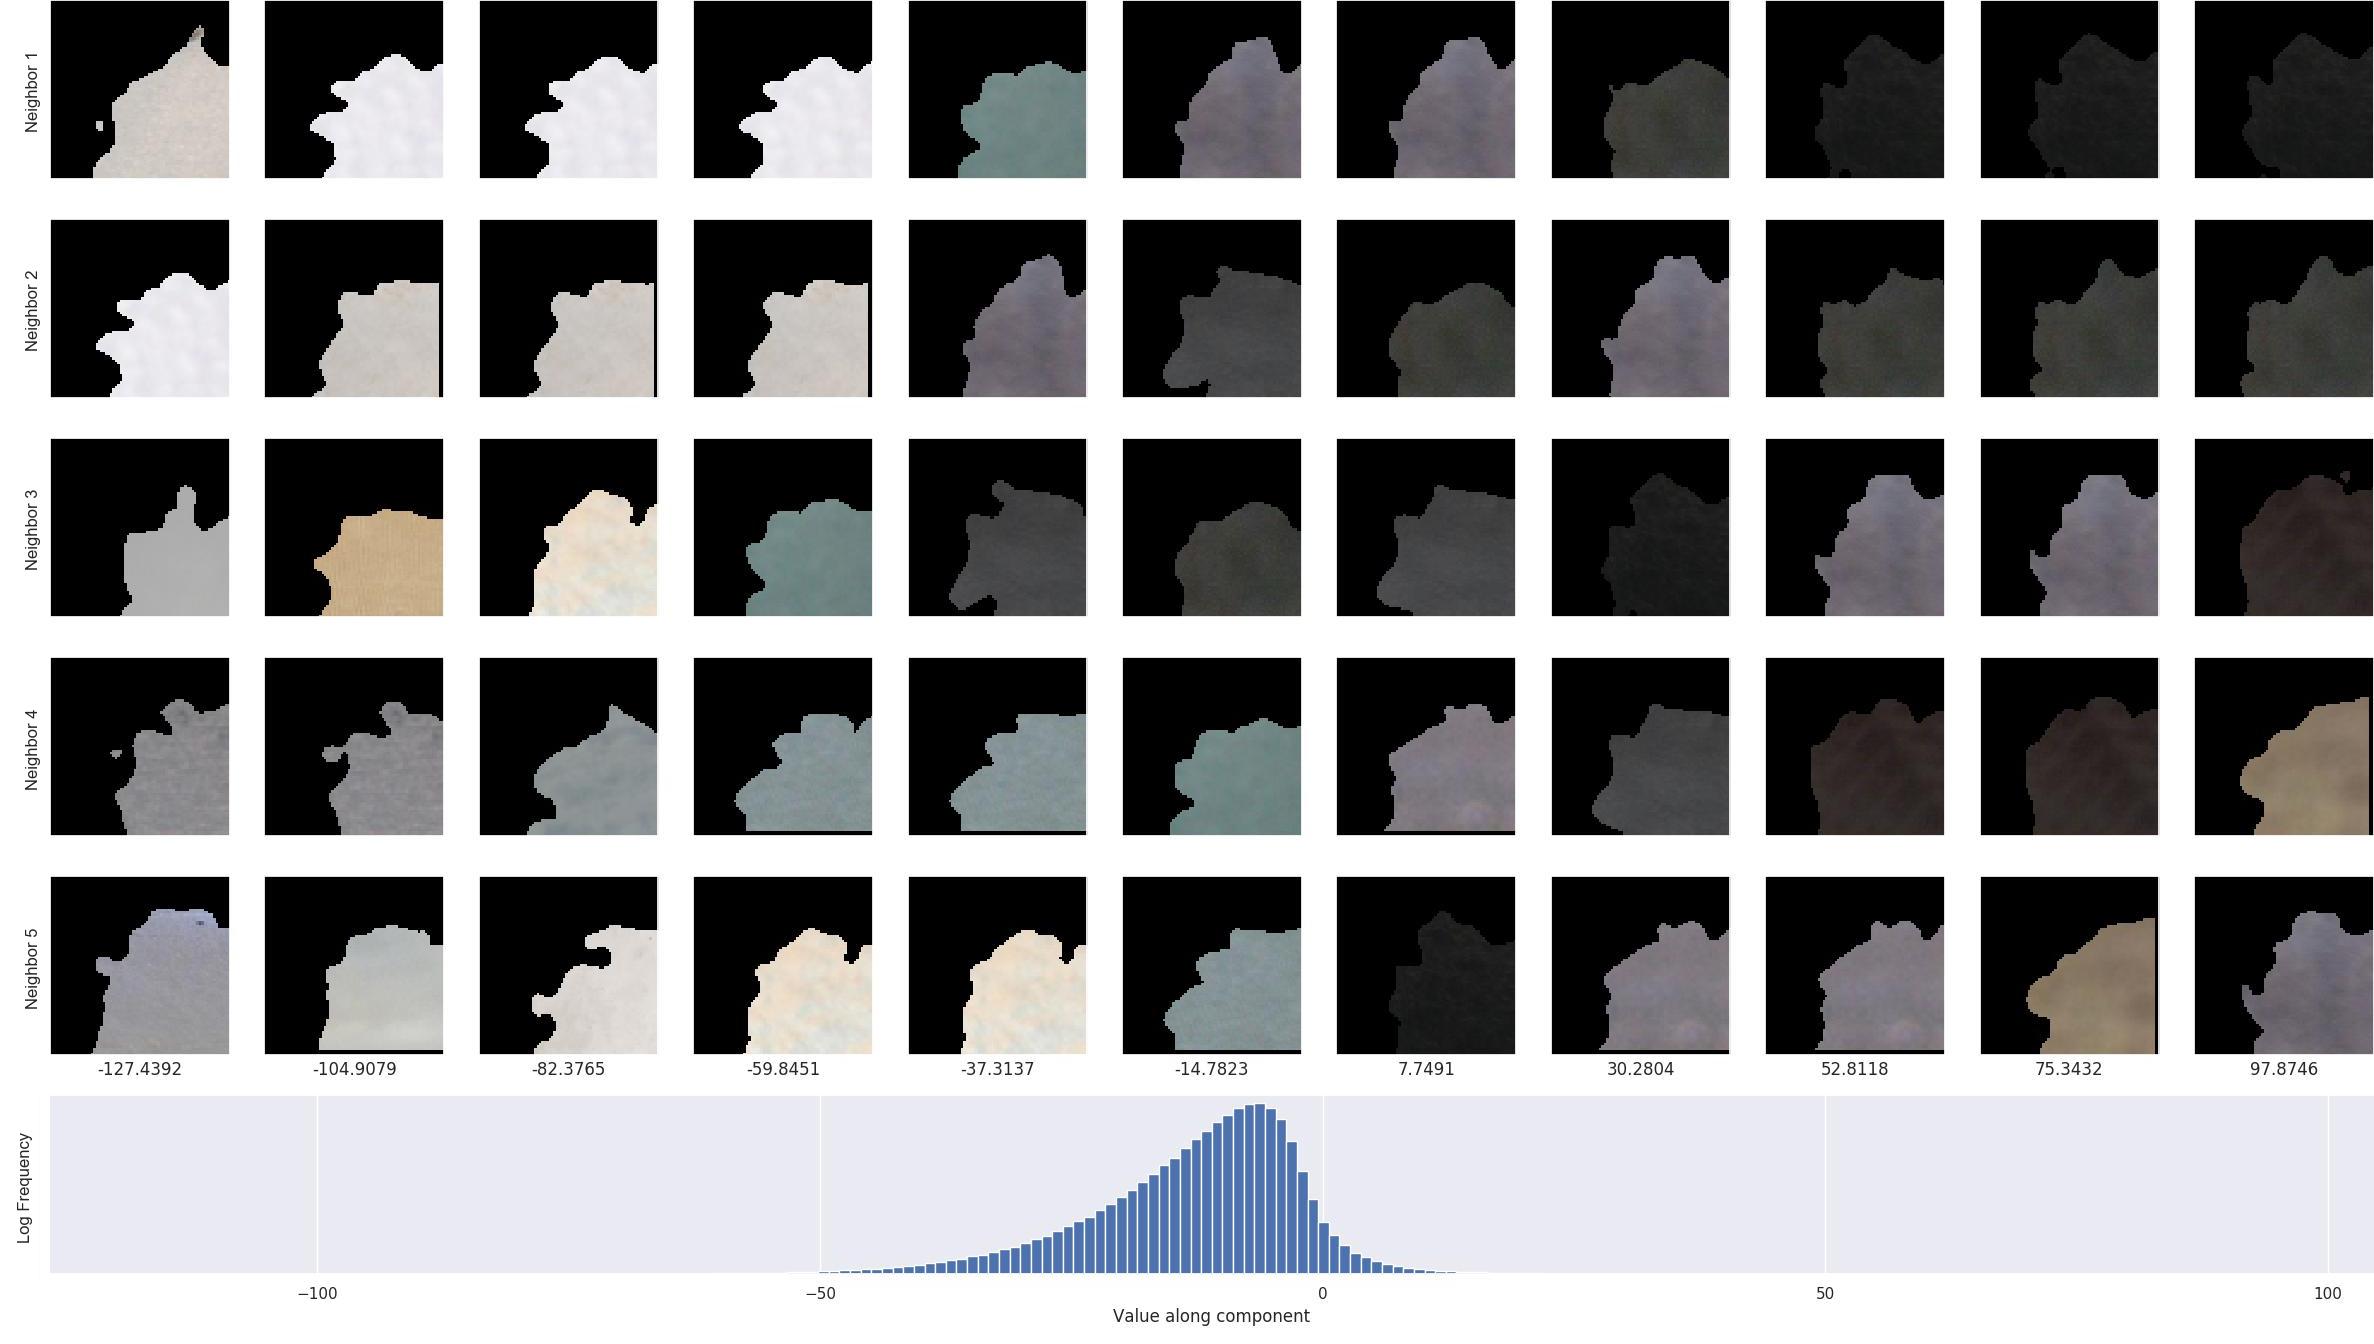 Neighbor 1
Neighbor 2
Neighbor 3
Neighbor 4
Neighbor 5
-127.4392 -104.9079 -82.3765 -59.8451 -37.3137 -14.7823 7.7491 30.2804 52.8118 75.3432 97.8746
Log Frequency
−100 −50 0 50 100
Value along component